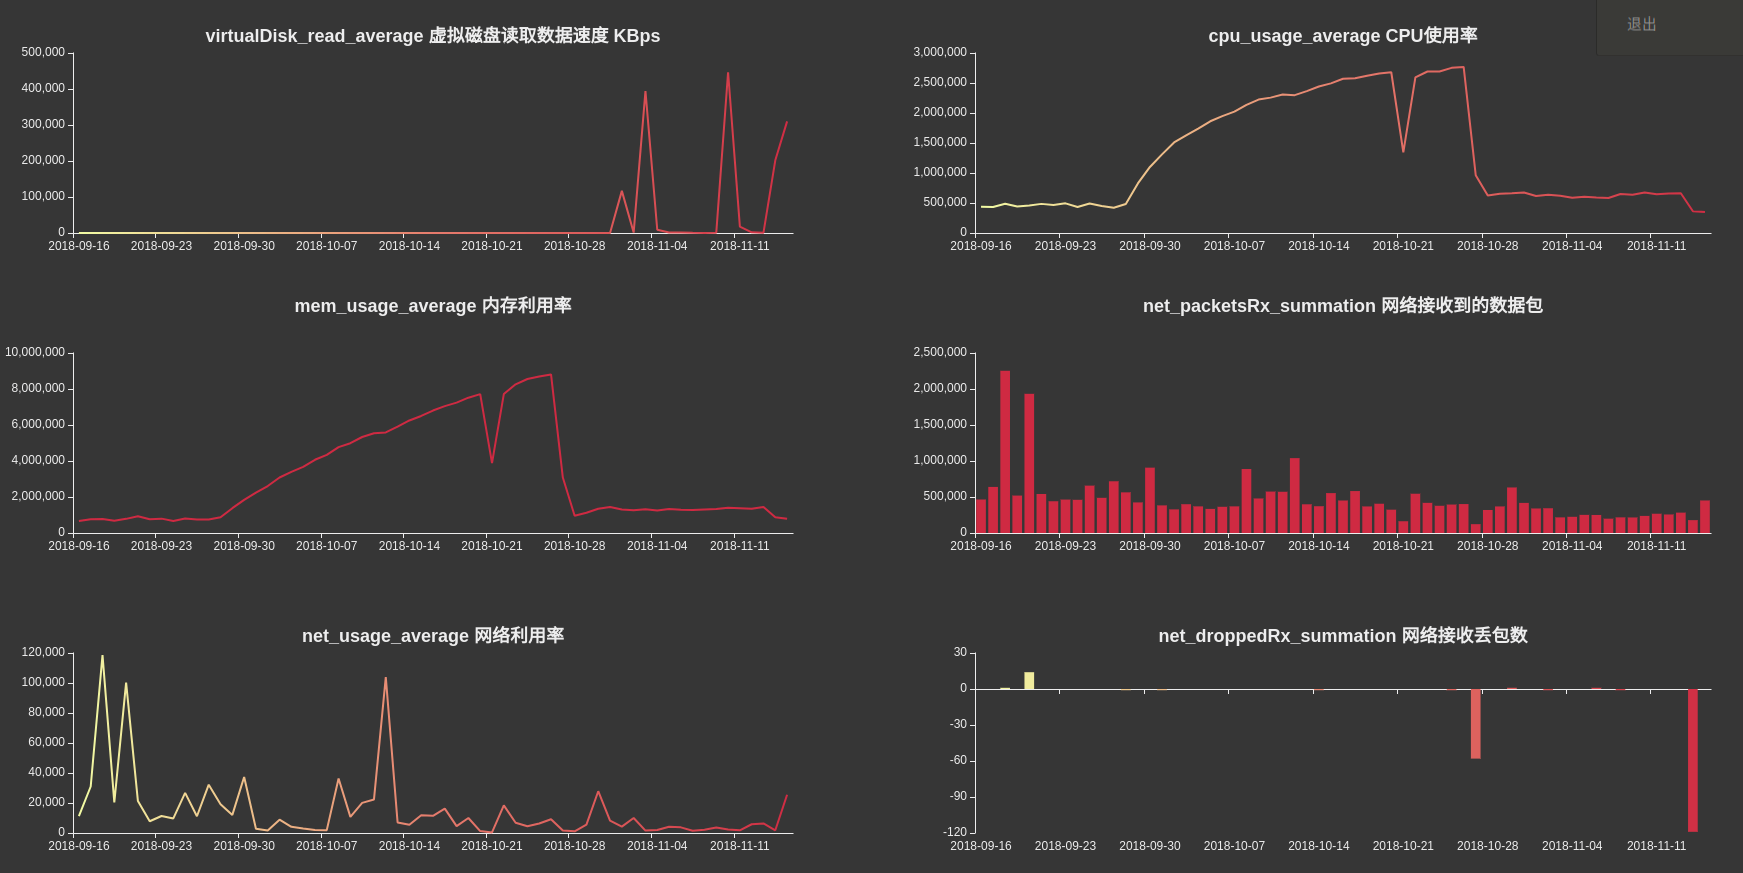 退出
virtualDisk_read_average 虚拟磁盘读取数据速度 KBps
500,000
400,000
300,000
200,000
100,000
0
2018-09-16 2018-09-23 2018-09-30 2018-10-07 2018-10-14 2018-10-21 2018-10-28 2018-11-04 2018-11-11
cpu_usage_average CPU使用率
3,000,000
2,500,000
2,000,000
1,500,000
1,000,000
500,000
0
2018-09-16 2018-09-23 2018-09-30 2018-10-07 2018-10-14 2018-10-21 2018-10-28 2018-11-04 2018-11-11
mem_usage_average 内存利用率
10,000,000
8,000,000
6,000,000
4,000,000
2,000,000
0
2018-09-16 2018-09-23 2018-09-30 2018-10-07 2018-10-14 2018-10-21 2018-10-28 2018-11-04 2018-11-11
net_packetsRx_summation 网络接收到的数据包
2,500,000
2,000,000
1,500,000
1,000,000
500,000
0
2018-09-16 2018-09-23 2018-09-30 2018-10-07 2018-10-14 2018-10-21 2018-10-28 2018-11-04 2018-11-11
net_usage_average 网络利用率
120,000
100,000
80,000
60,000
40,000
20,000
0
2018-09-16 2018-09-23 2018-09-30 2018-10-07 2018-10-14 2018-10-21 2018-10-28 2018-11-04 2018-11-11
net_droppedRx_summation 网络接收丢包数
30
0
-30
-60
-90
-120
2018-09-16 2018-09-23 2018-09-30 2018-10-07 2018-10-14 2018-10-21 2018-10-28 2018-11-04 2018-11-11